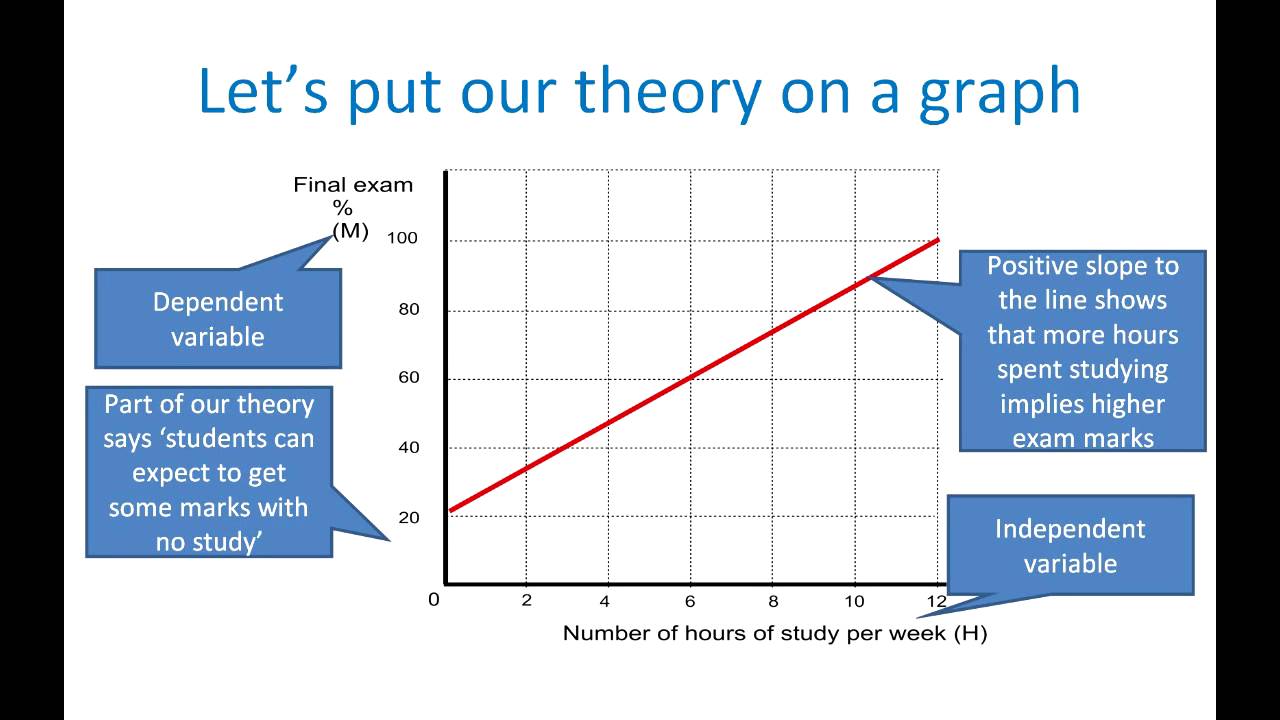 Let’s put our theory on a graph
Final exam
%
(M)
100
80
60
40
20
0
2
4
6
8
10
12
Number of hours of study per week (H)
Dependent
variable
Part of our theory
says ‘students can
expect to get
some marks with
no study’
Positive slope to
the line shows
that more hours
spent studying
implies higher
exam marks
Independent
variable